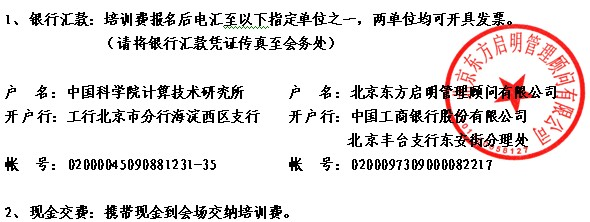 1、银行汇款：培训费报名后电汇至以下指定单位之一，两单位均可开具发票。
（请将银行汇款凭证传真至会务处）
户 名：中国科学院计算技术研究所 户 名：北京东方启明管理顾问有限公司
开户行：工行北京市分行海淀西区支行 开户行：中国工商银行股份有限公司
北京丰台支行东安街分理处
帐 号：0200004509088123​1-35 帐 号：0200097309000082217
2、现金交费：携带现金到会场交纳培训费。
北京东方启明管理顾问有限公司